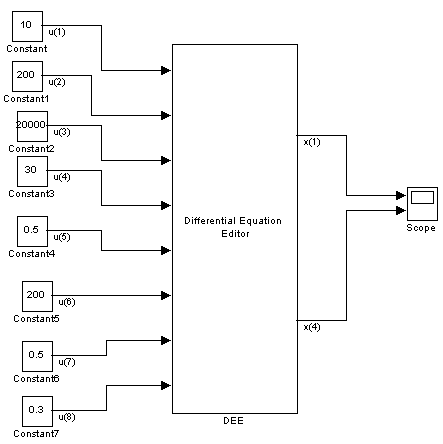 10
u(1)
Constant
200
u(2)
Constant1
20000
u(3)
Constant2
30
u(4)
Constant3
0.5
u(5)
Constant4
200
u(6)
Constant5
0.5
u(7)
Constant6
0.3
u(8)
Constant7
Differential Equation
Editor
DEE
x(1)
x(4)
Scope